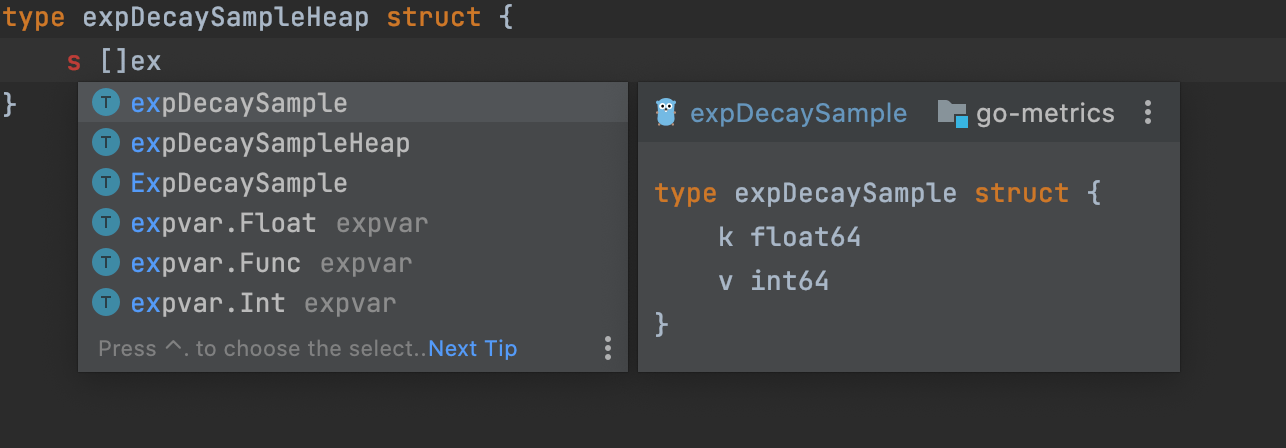 type expDecaySampleHeap struct {
    s []ex
}
T expDecaySample
T expDecaySampleHeap
T ExpDecaySample
T expvar.Float expvar
T expvar.Func expvar
T expvar.Int expvar
Press ^. to choose the select.. Next Tip
expDecaySample go-metrics
type expDecaySample struct {
    k float64
    v int64
}